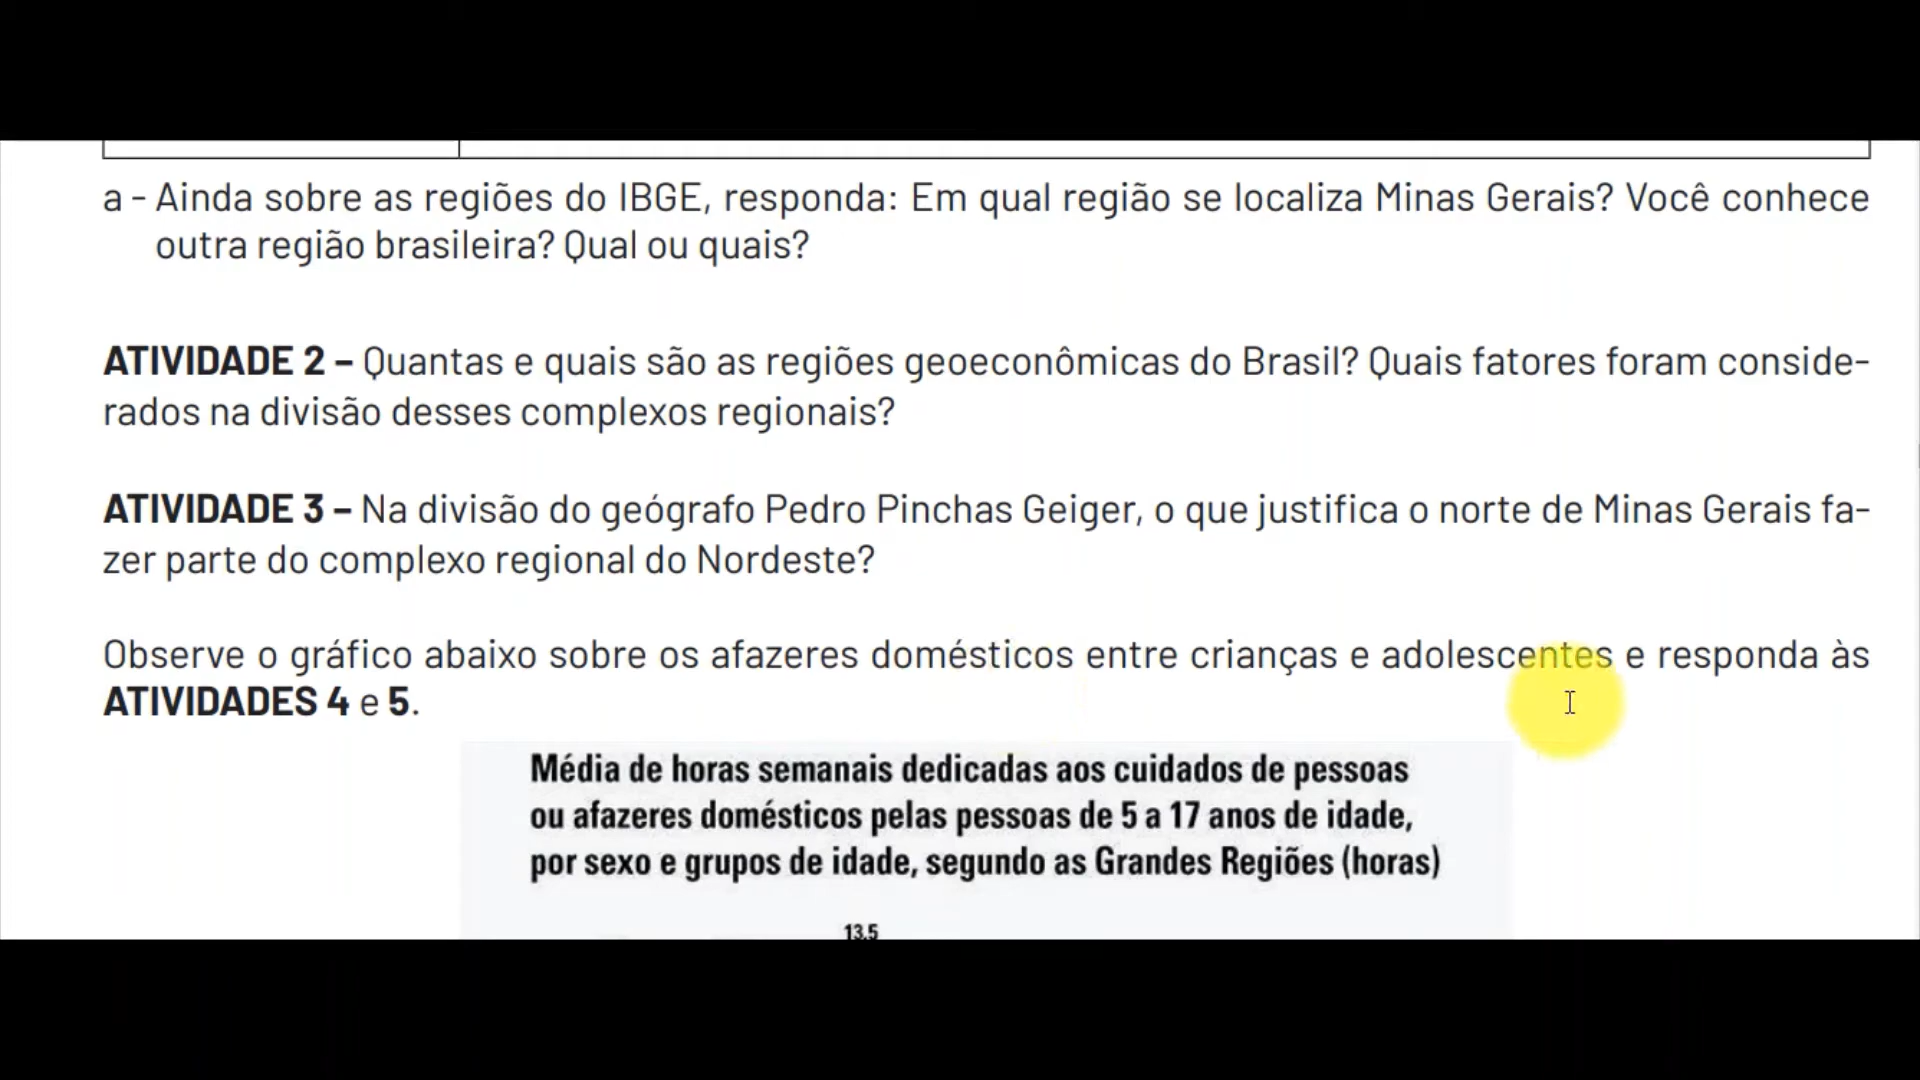 a - Ainda sobre as regiões do IBGE, responda: Em qual região se localiza Minas Gerais? Você conhece
outra região brasileira? Qual ou quais?
ATIVIDADE 2 – Quantas e quais são as regiões geoeconômicas do Brasil? Quais fatores foram conside-
rados na divisão desses complexos regionais?
ATIVIDADE 3 – Na divisão do geógrafo Pedro Pinchas Geiger, o que justifica o norte de Minas Gerais fa-
zer parte do complexo regional do Nordeste?
Observe o gráfico abaixo sobre os afazeres domésticos entre crianças e adolescentes e responda às
ATIVIDADES 4 e 5.
Média de horas semanais dedicadas aos cuidados de pessoas
ou afazeres domésticos pelas pessoas de 5 a 17 anos de idade,
por sexo e grupos de idade, segundo as Grandes Regiões (horas)
13,5